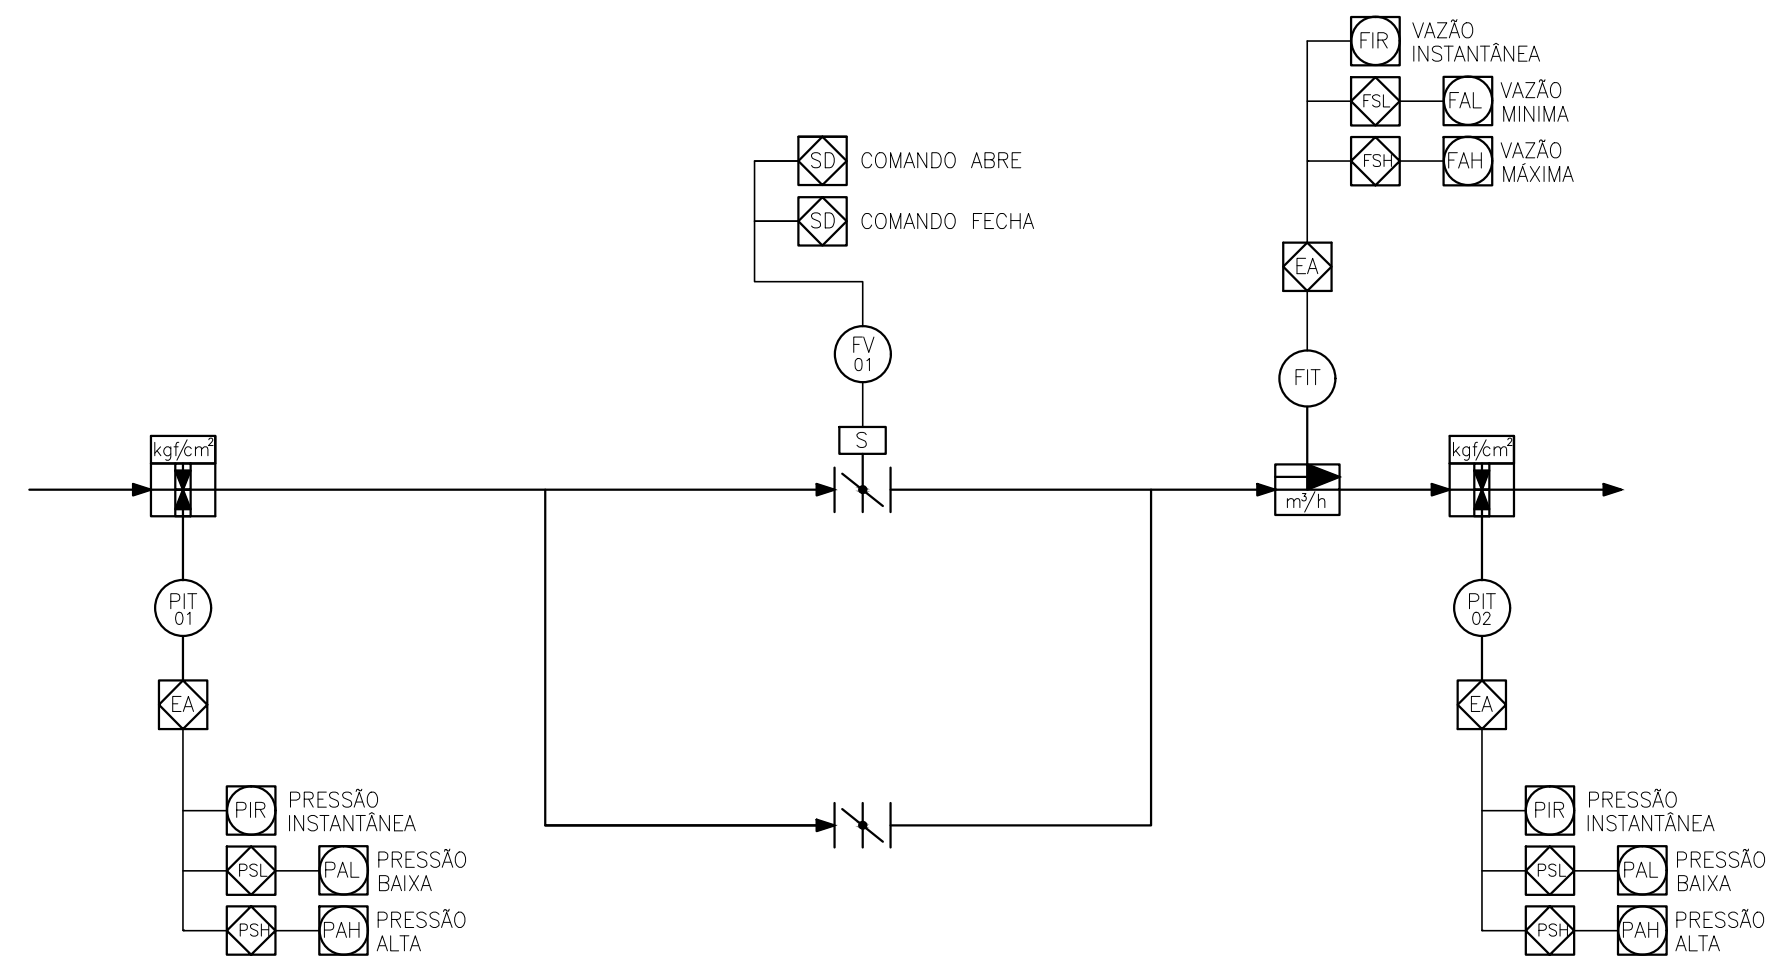 FIR VAZÃO
INSTANTÂNEA
FSL FAL VAZÃO
MINIMA
FSH FAH VAZÃO
MÁXIMA
SD COMANDO ABRE
SD COMANDO FECHA
EA
FV
01
FIT
S
kgf/cm²
m³/h
kgf/cm²
PIT
01
EA
PIR PRESSÃO
INSTANTÂNEA
PSL PAL PRESSÃO
BAIXA
PSH PAH PRESSÃO
ALTA
PIT
02
EA
PIR PRESSÃO
INSTANTÂNEA
PSL PAL PRESSÃO
BAIXA
PSH PAH PRESSÃO
ALTA